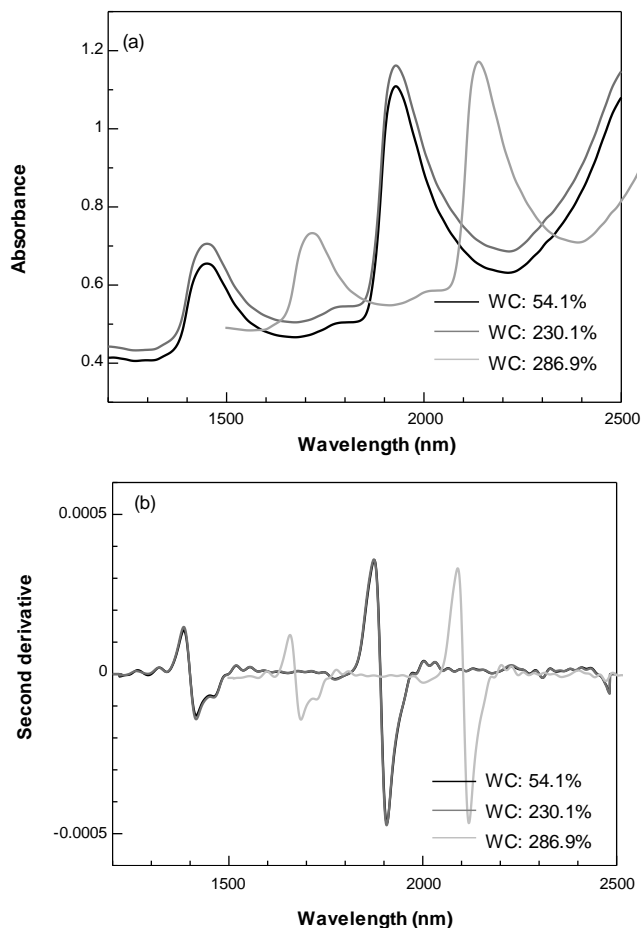 (a)
1.2
1
0.8
0.6
0.4
Absorbance
WC: 54.1%
WC: 230.1%
WC: 286.9%
1500
2000
2500
Wavelength (nm)
(b)
0.0005
0
-0.0005
Second derivative
WC: 54.1%
WC: 230.1%
WC: 286.9%
1500
2000
2500
Wavelength (nm)